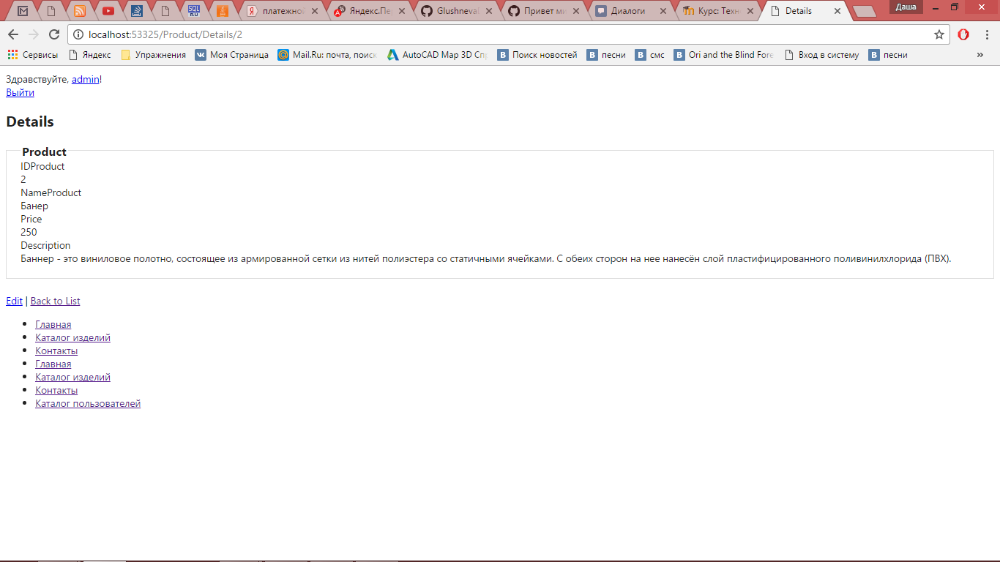 платежной
Яндекс.Пе
Glushneva
Привет ми
Диалоги
Курс: Техн
Details
Даша
localhost:53325/Product/Details/2
Сервисы
Яндекс
Упражнения
Моя Страница
Mail.Ru: почта, поиск
AutoCAD Map 3D Спр
Поиск новостей
песни
смс
Ori and the Blind Fore
Вход в систему
песни
»
Здравствуйте, admin!
Выйти
Details
Product
IDProduct
2
NameProduct
Банер
Price
250
Description
Баннер - это виниловое полотно, состоящее из армированной сетки из нитей полиэстера со статичными ячейками. С обеих сторон на нее нанесён слой пластифицированного поливинилхлорида (ПВХ).
Edit | Back to List
Главная
Каталог изделий
Контакты
Главная
Каталог изделий
Контакты
Каталог пользователей